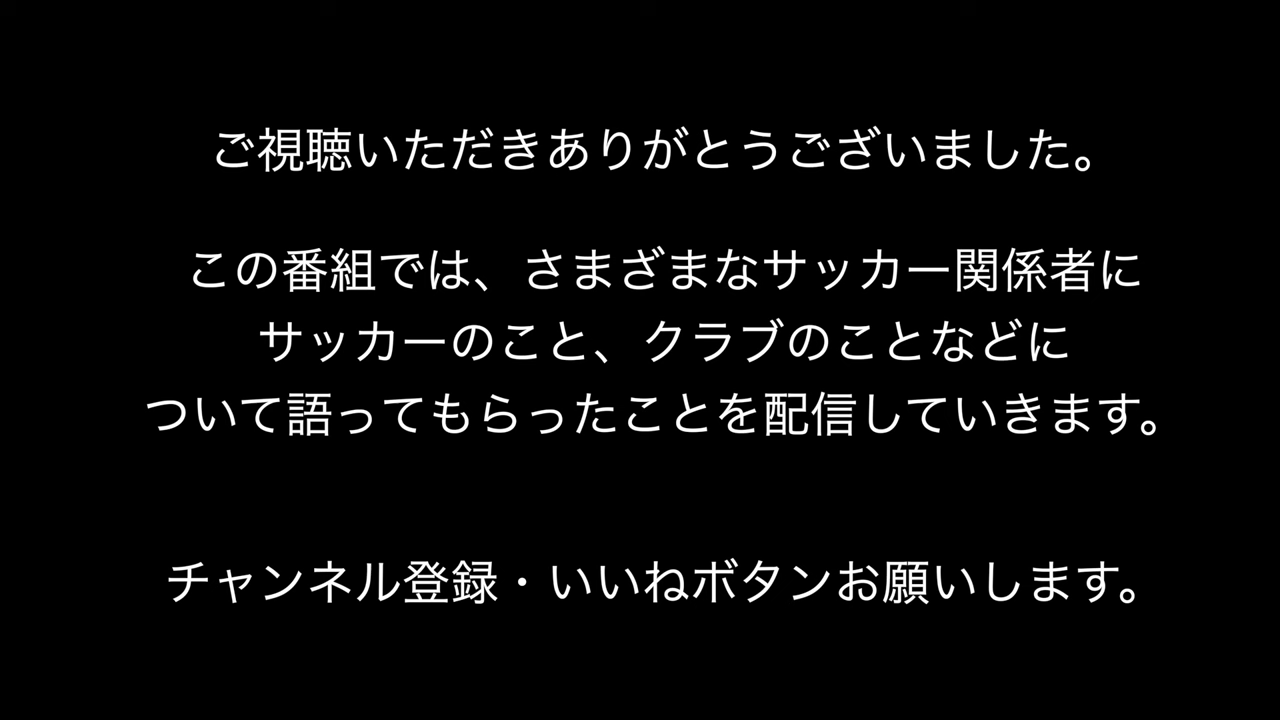 ご視聴いただきありがとうございました。
この番組では、さまざまなサッカー関係者に
サッカーのこと、クラブのことなどに
ついて語ってもらったことを配信していきます。
チャンネル登録・いいねボタンお願いします。